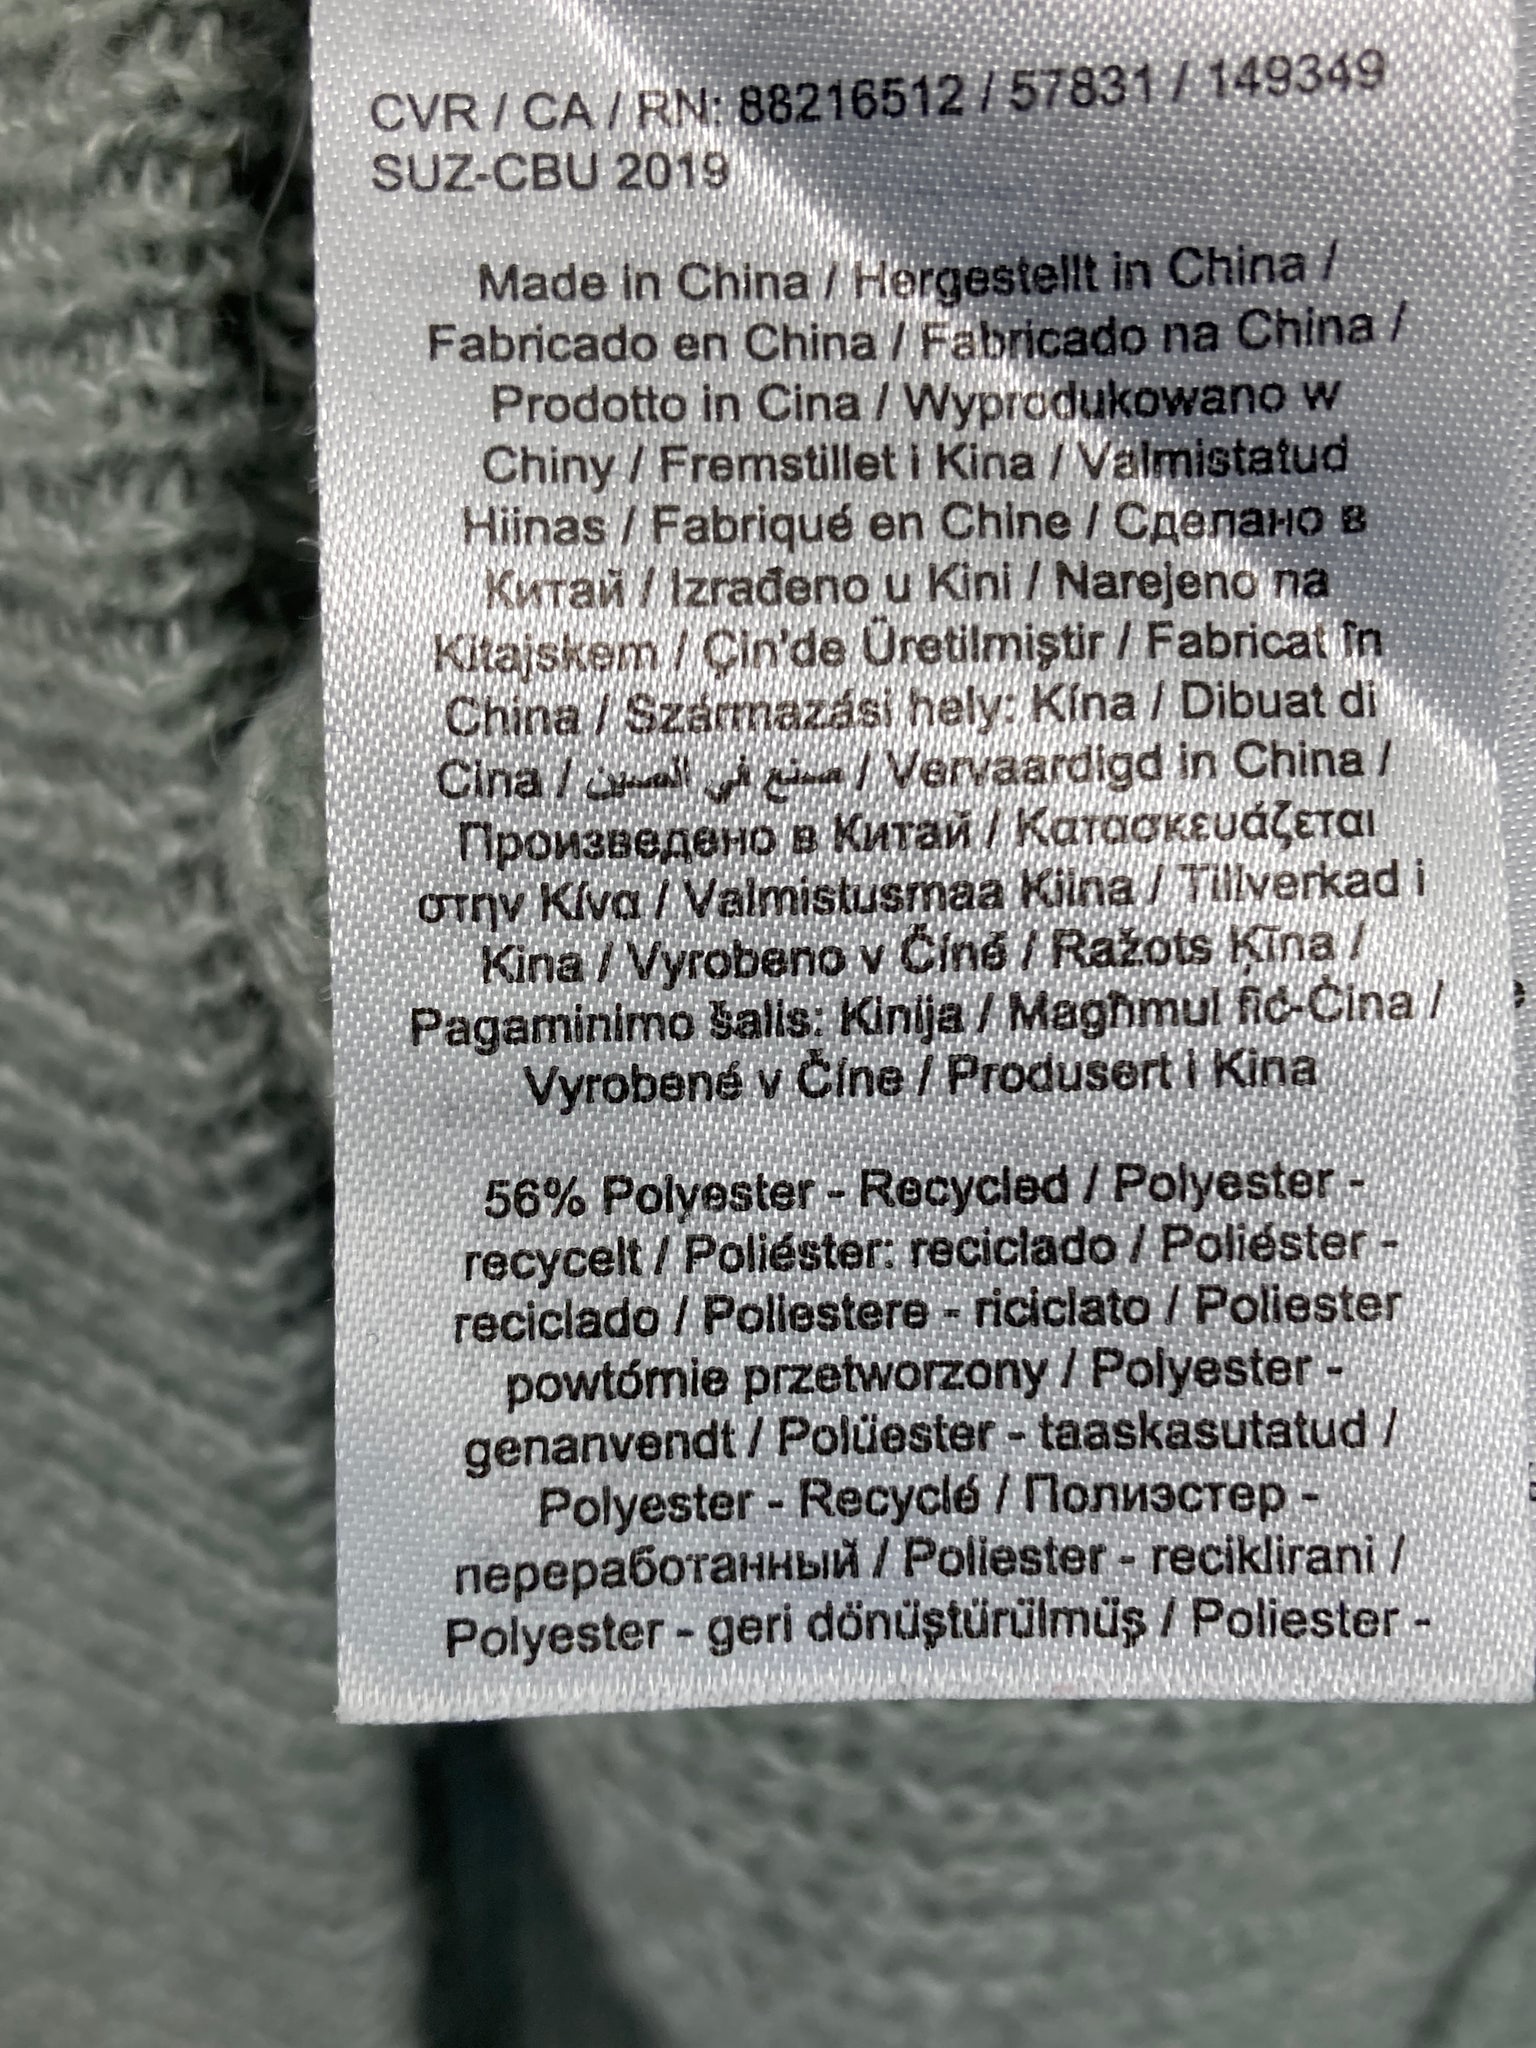 CVR / CA / RN: 88216512 / 57831 / 149349
SUZ-CBU 2019
Made in China / Hergestellt in China /
Fabricado en China / Fabricado na China /
Prodotto in Cina / Wyprodukowano w
Chiny / Fremstillet i Kina / Valmistatud
Hiinas / Fabriqué en Chine / Сделано в
Китай / Izrađeno u Kini / Narejeno na
Kitajskem / Çin'de Üretilmiştir / Fabricat în
China / Származási hely: Kína / Dibuat di
Cina / صنع في الصين / Vervaardigd in China /
Произведено в Китай / Κατασκευάζεται
στην Κίνα / Valmistusmaa Kiina / Tillverkad i
Kina / Vyrobeno v Číně / Ražots Ķīna /
Pagaminimo šalis: Kinija / Magħmul fiċ-Ċina /
Vyrobené v Číne / Produsert i Kina
56% Polyester - Recycled / Polyester -
recycelt / Poliéster: reciclado / Poliéster -
reciclado / Poliestere - riciclato / Poliester
powtórnie przetworzony / Polyester -
genanvendt / Polüester - taaskasutatud /
Polyester - Recyclé / Полиэстер -
переработанный / Poliester - reciklirani /
Polyester - geri dönüştürülmüş / Poliester -